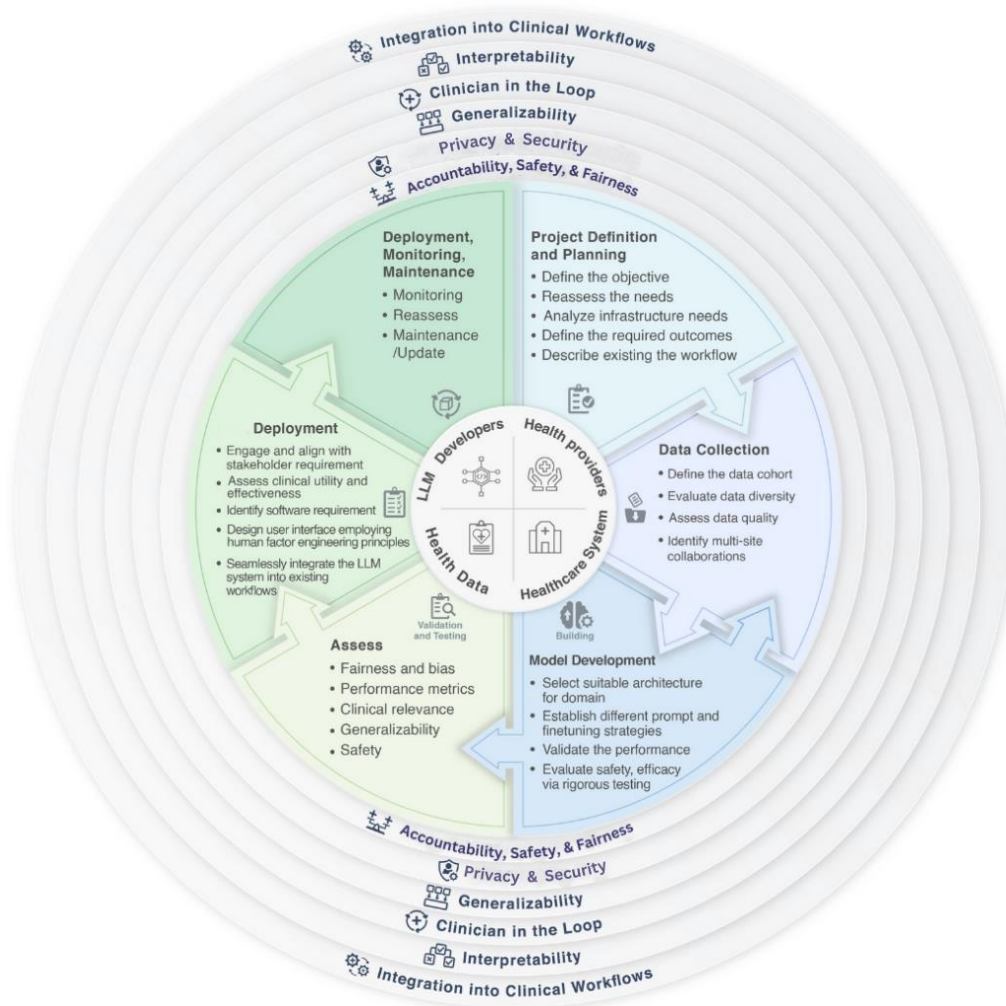 Integration into Clinical Workflows
Interpretability
Clinician in the Loop
Generalizability
Privacy & Security
Accountability, Safety, & Fairness
Deployment,
Monitoring,
Maintenance
• Monitoring
• Reassess
• Maintenance
/Update
Project Definition
and Planning
• Define the objective
• Reassess the needs
• Analyze infrastructure needs
• Define the required outcomes
• Describe existing the workflow
Deployment
• Engage and align with
stakeholder requirement
• Assess clinical utility and
effectiveness
• Identify software requirement
• Design user interface employing
human factor engineering principles
• Seamlessly integrate the LLM
system into existing
workflows
LLM Developers
Health providers
Health Data
Healthcare System
Data Collection
• Define the data cohort
• Evaluate data diversity
• Assess data quality
• Identify multi-site
collaborations
Validation
and Testing
Assess
• Fairness and bias
• Performance metrics
• Clinical relevance
• Generalizability
• Safety
Building
Model Development
• Select suitable architecture
for domain
• Establish different prompt and
finetuning strategies
• Validate the performance
• Evaluate safety, efficacy
via rigorous testing
Accountability, Safety, & Fairness
Privacy & Security
Generalizability
Clinician in the Loop
Interpretability
Integration into Clinical Workflows